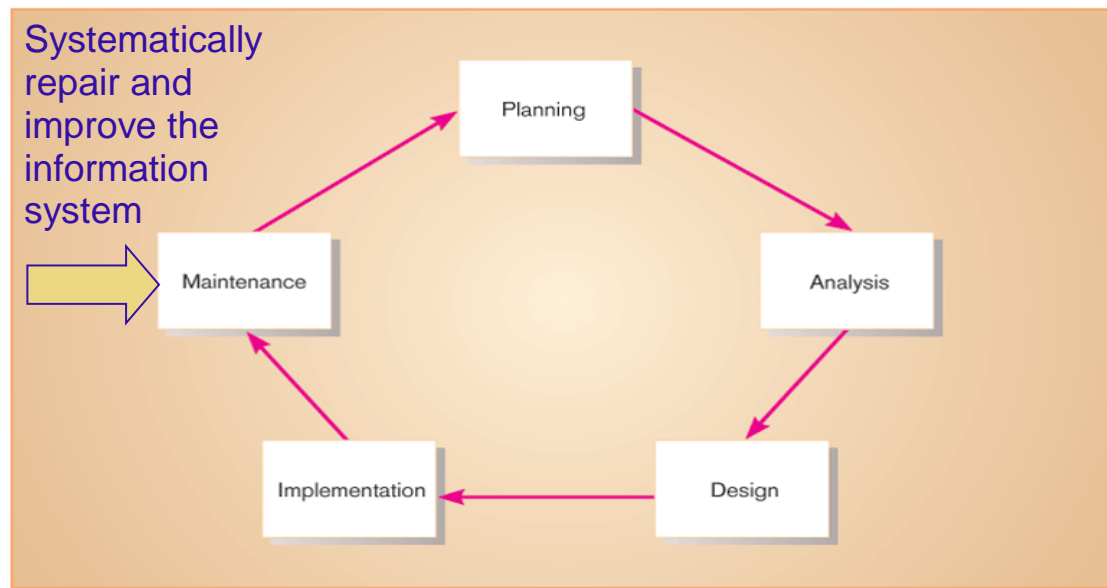 Systematically
repair and
improve the
information
system
Planning
Maintenance
Analysis
Implementation
Design